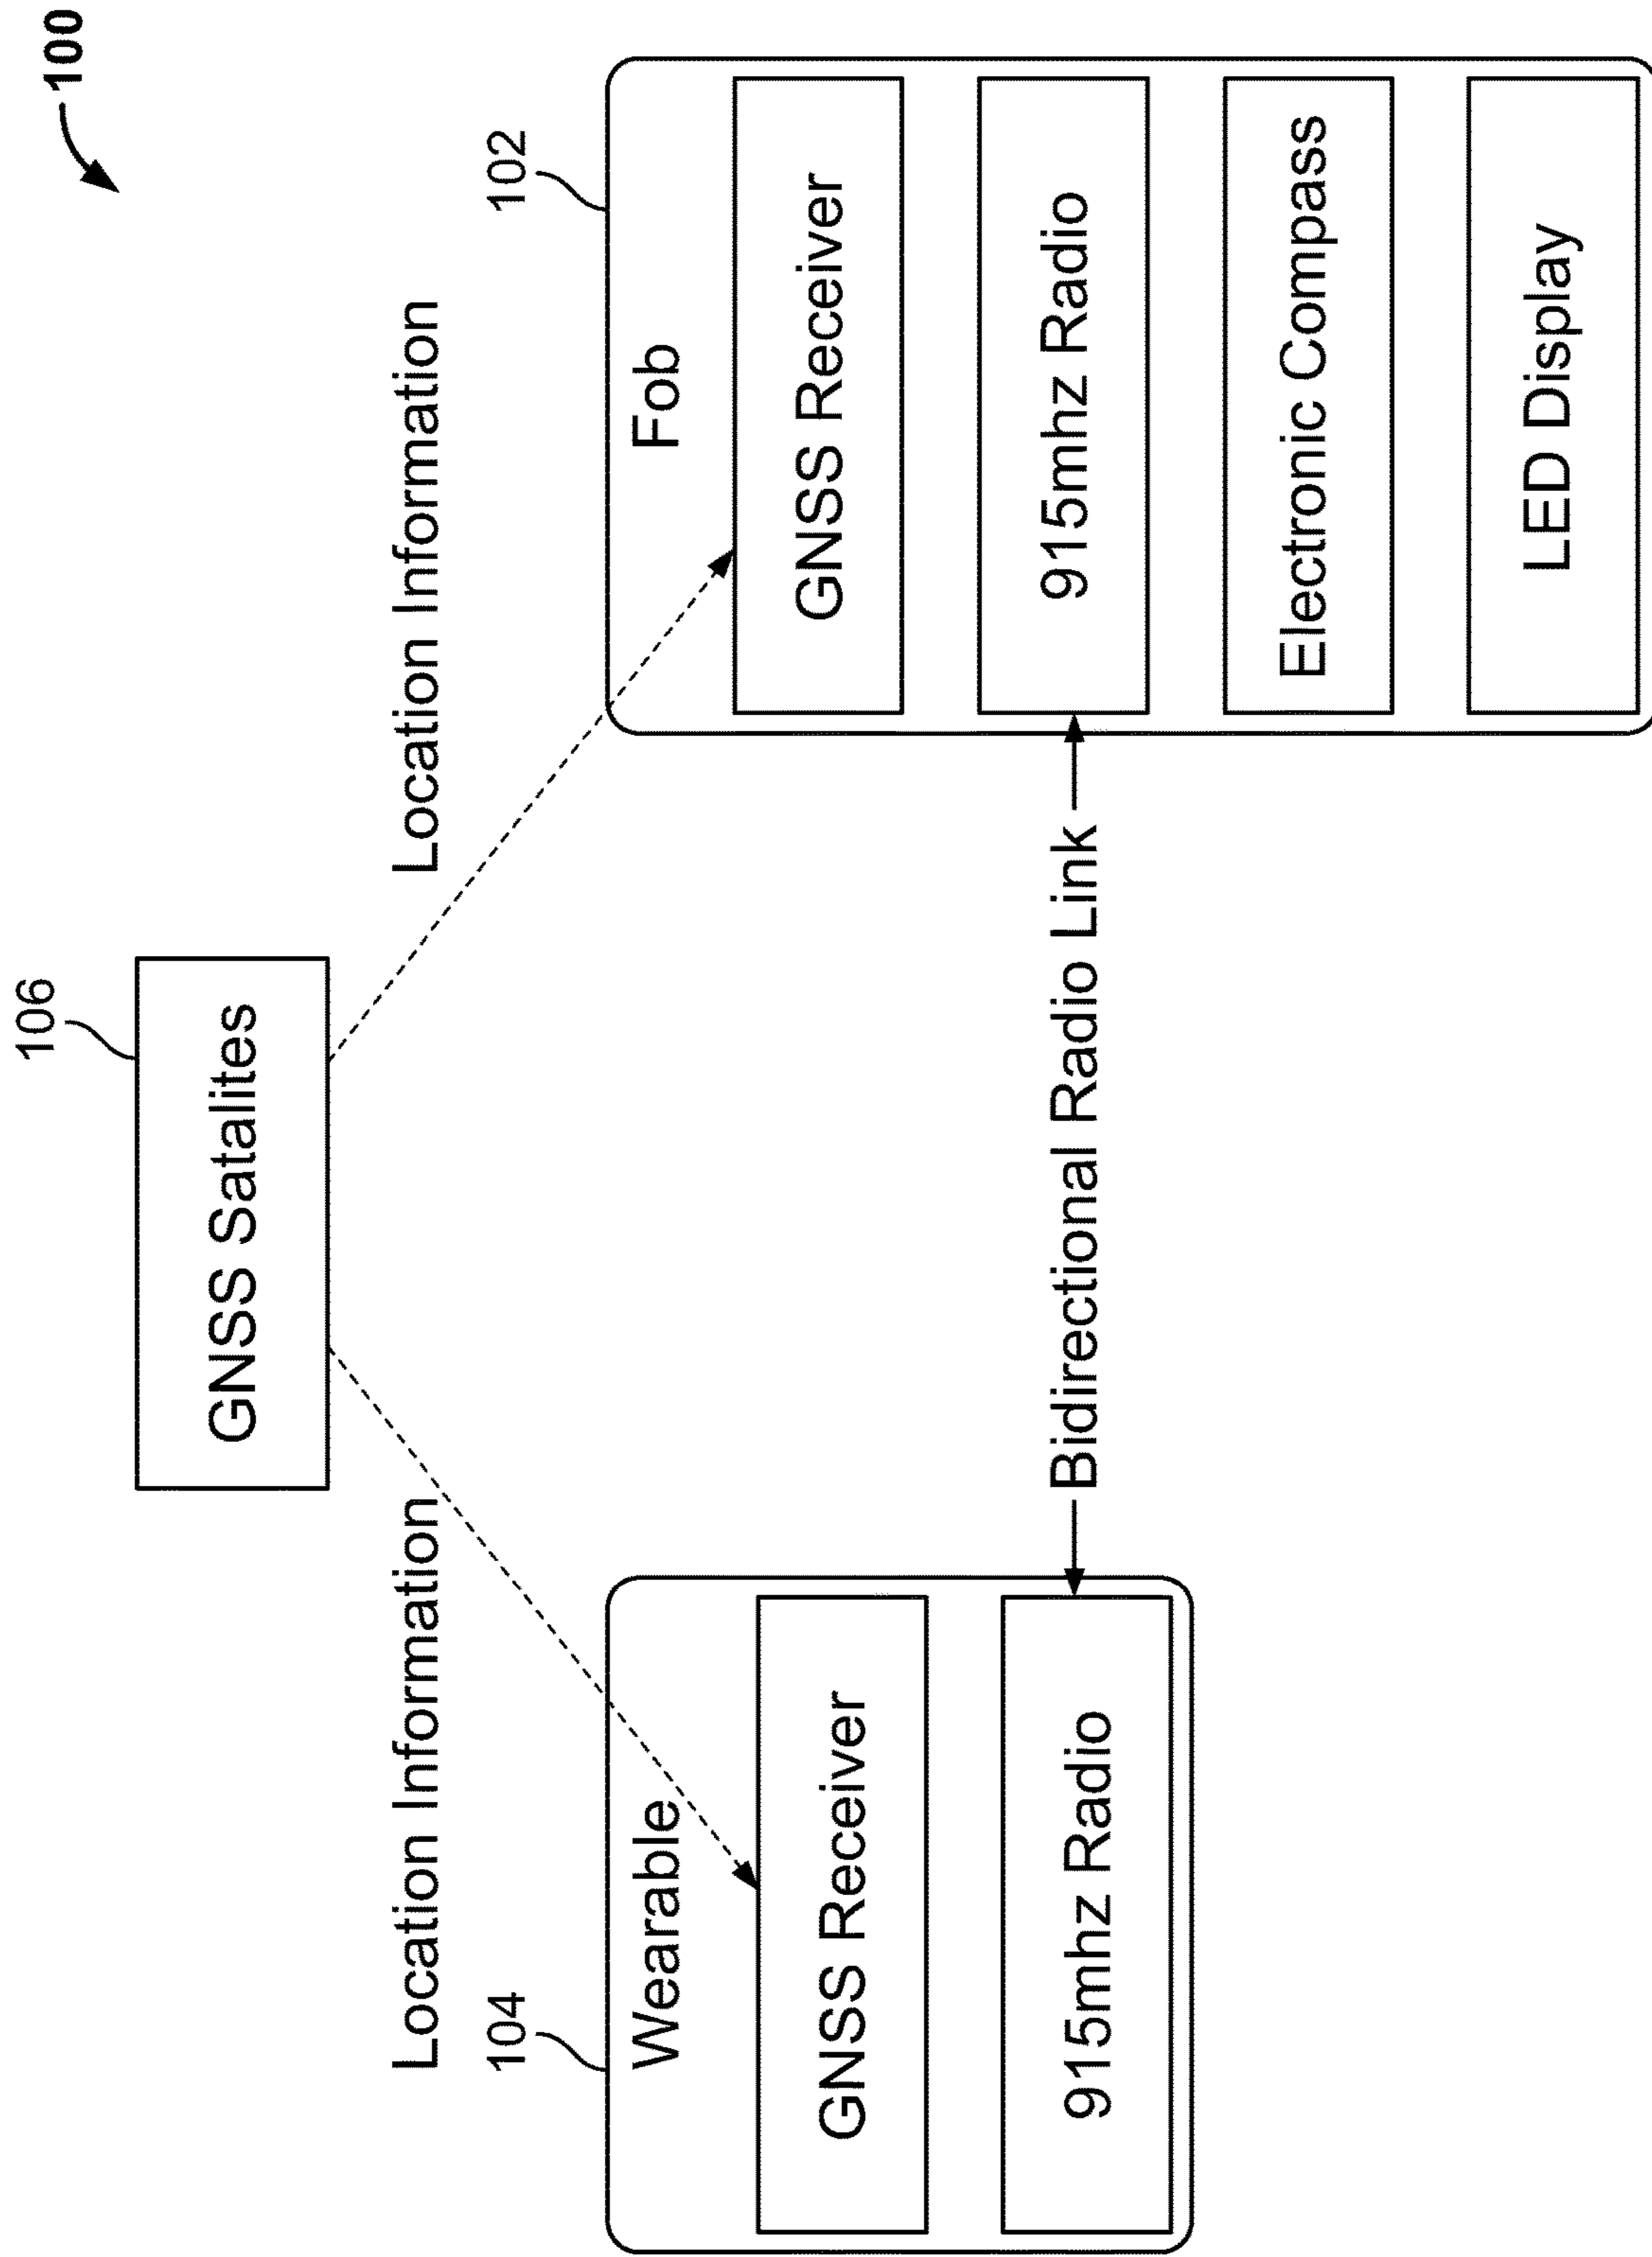 100
106
GNSS Satalites
Location Information
Location Information
104
Wearable
GNSS Receiver
915mhz Radio
Bidirectional Radio Link
102
Fob
GNSS Receiver
915mhz Radio
Electronic Compass
LED Display